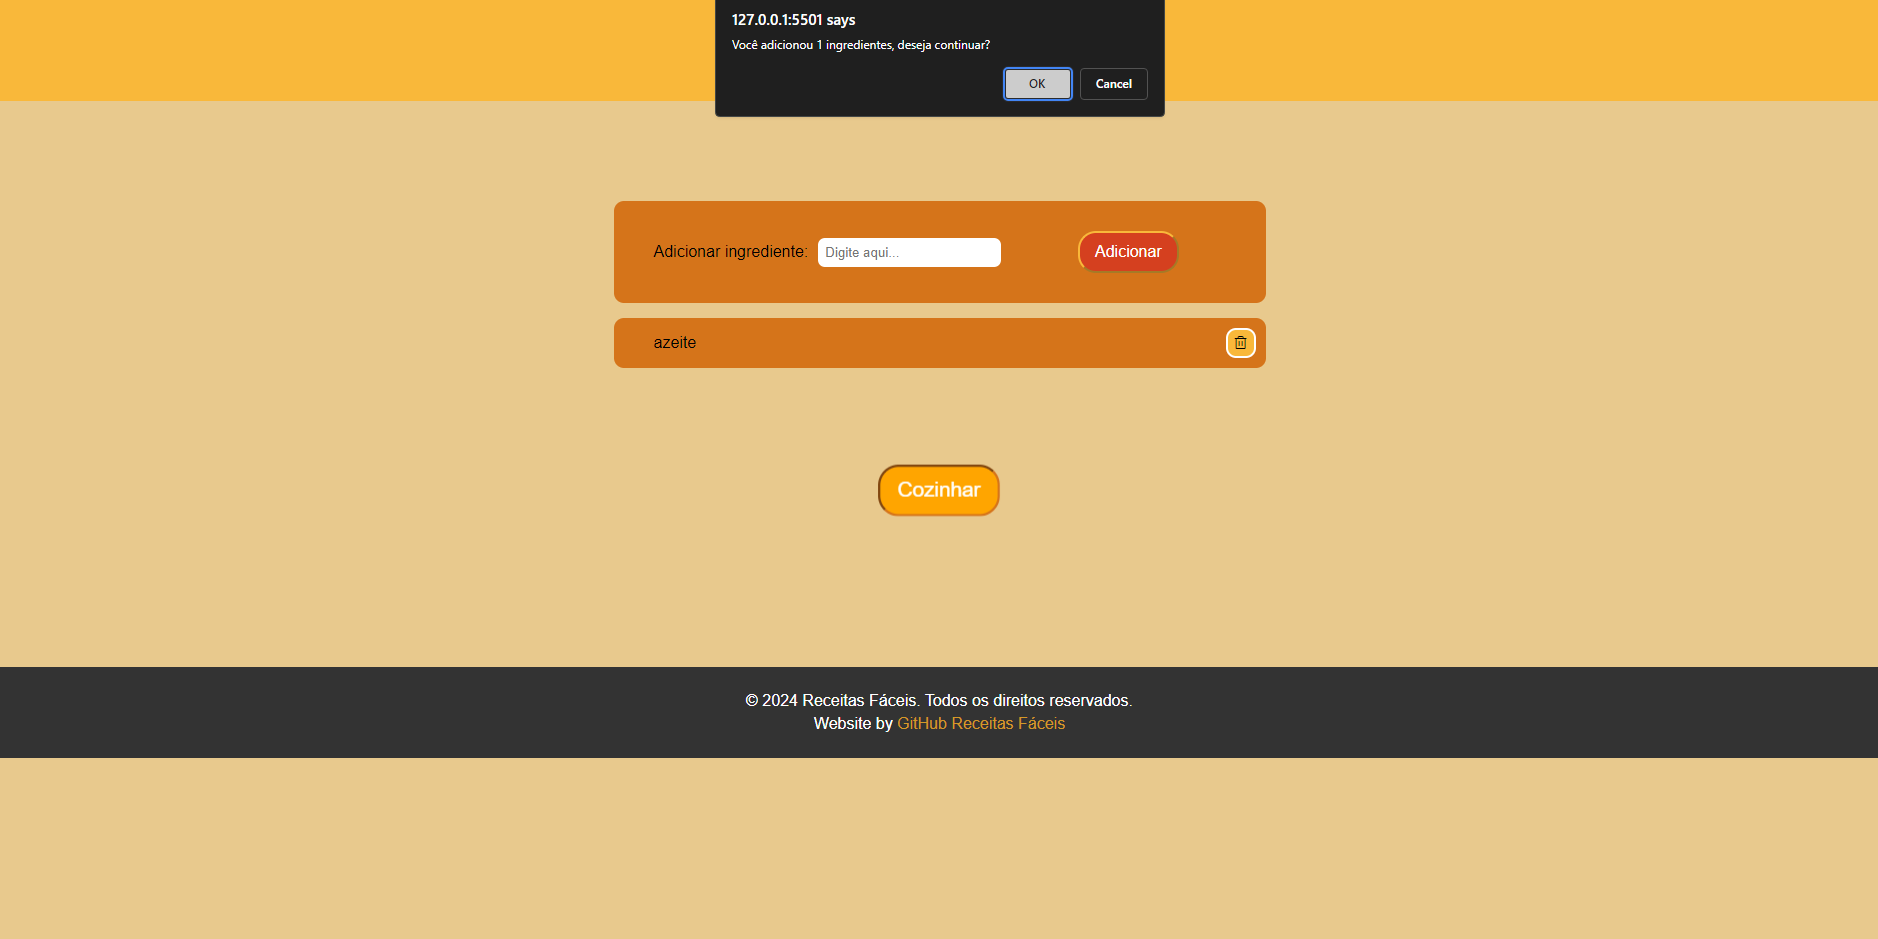 127.0.0.1:5501 says
Você adicionou 1 ingredientes, deseja continuar?
OK
Cancel
Adicionar ingrediente:
Digite aqui...
Adicionar
azeite
Cozinhar
© 2024 Receitas Fáceis. Todos os direitos reservados.
Website by GitHub Receitas Fáceis